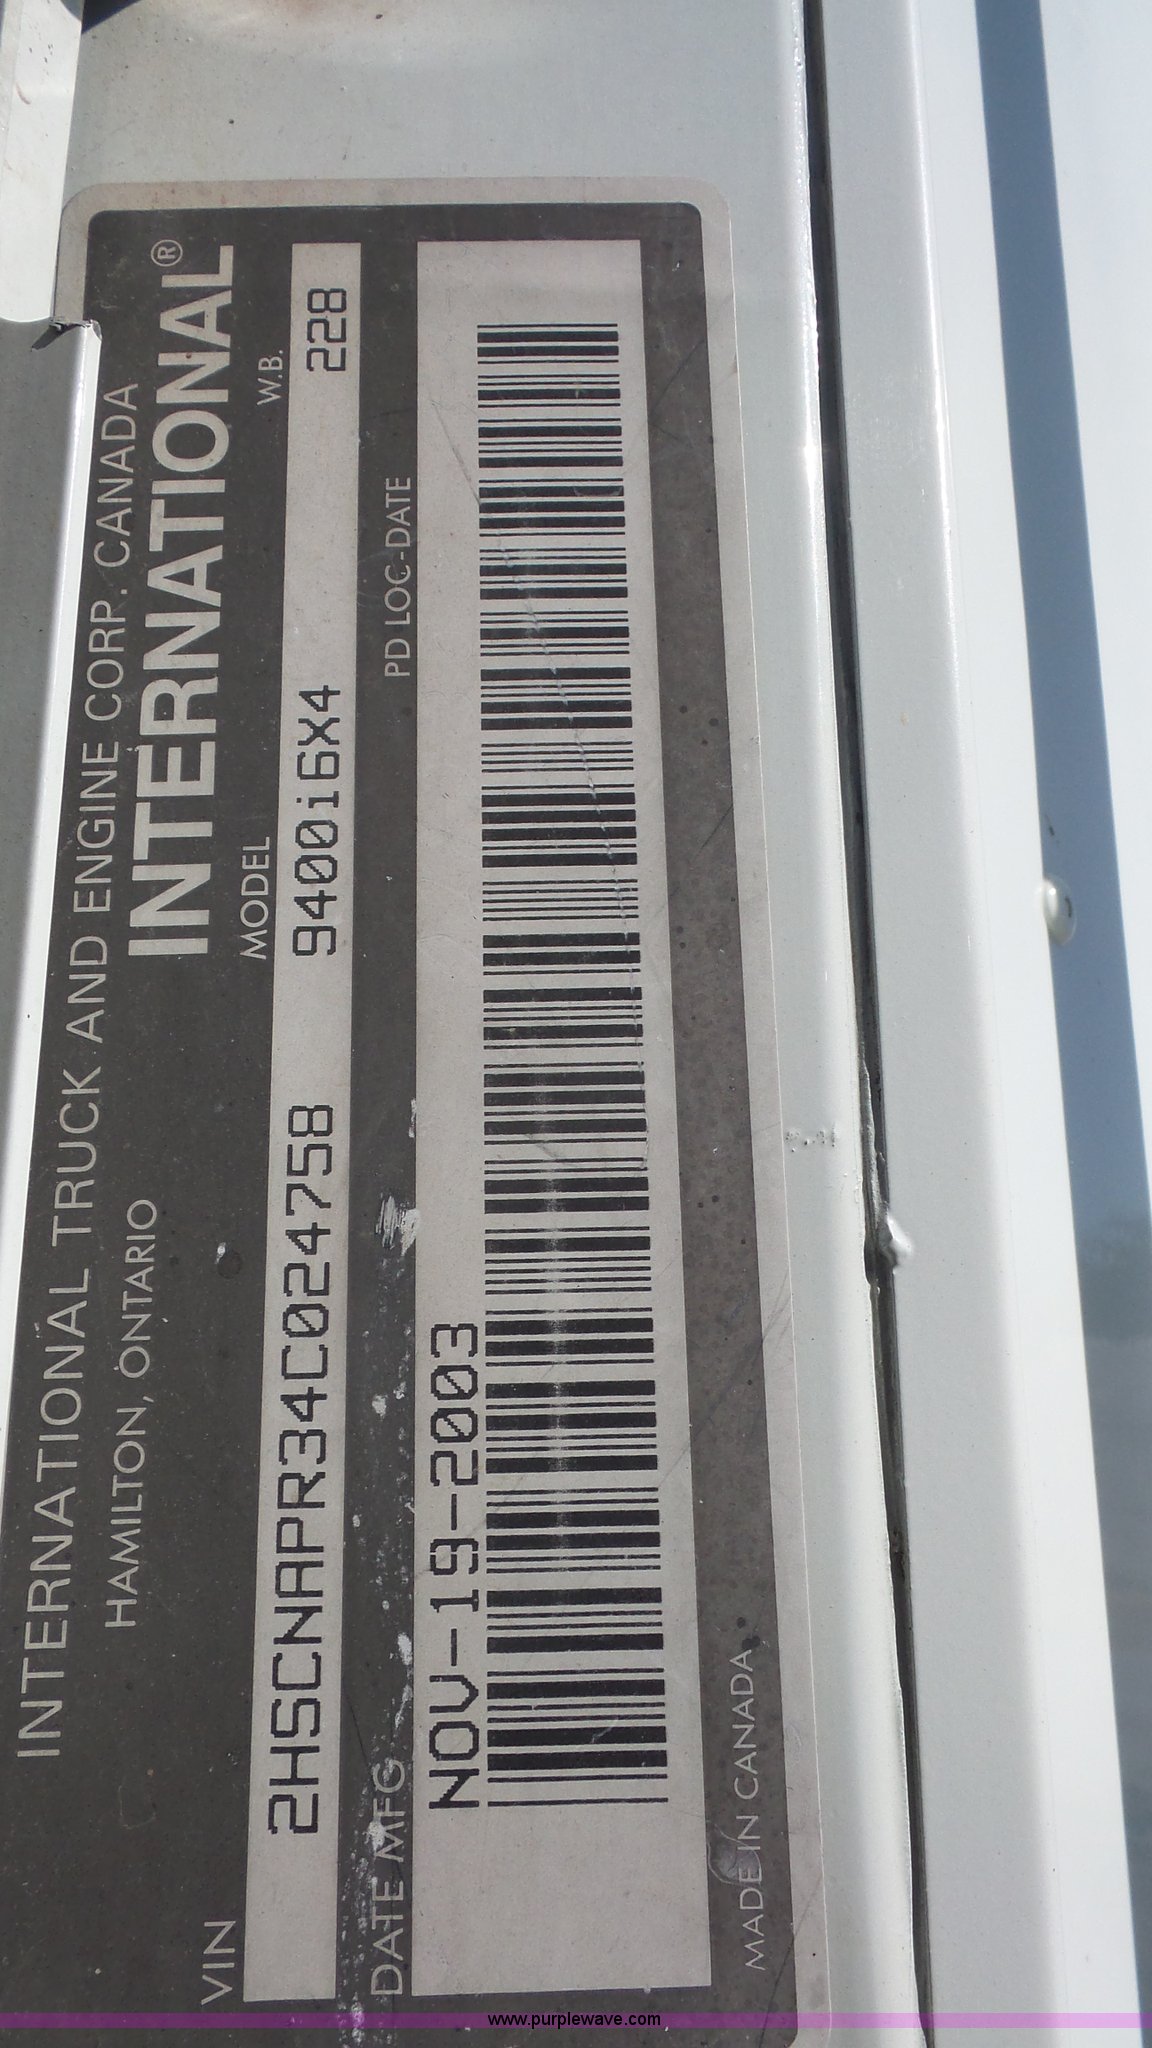 INTERNATIONAL TRUCK AND ENGINE CORP. CANADA
HAMILTON, ONTARIO
INTERNATIONAL®
VIN MODEL W.B.
2HSCNAPR34C024758 9400i6X4 228
DATE MFG PD LOC-DATE
NOV-19-2003
MADE IN CANADA
www.purplewave.com